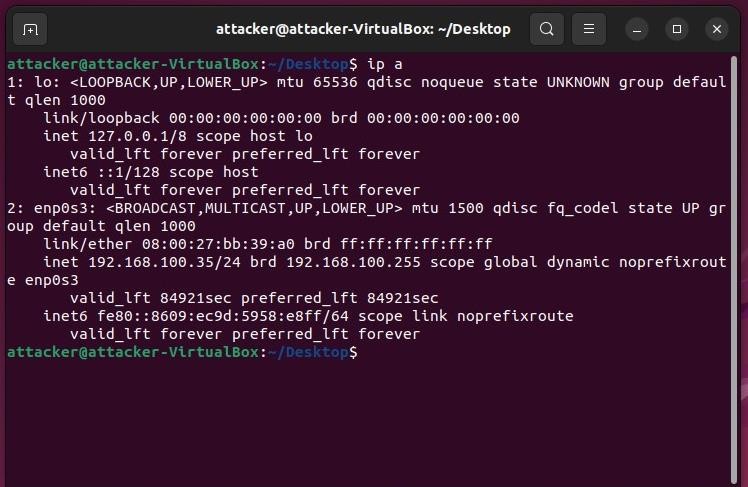 attacker@attacker-VirtualBox: ~/Desktop
attacker@attacker-VirtualBox:~/Desktop$ ip a
1: lo: <LOOPBACK,UP,LOWER_UP> mtu 65536 qdisc noqueue state UNKNOWN group defaul
t qlen 1000
    link/loopback 00:00:00:00:00:00 brd 00:00:00:00:00:00
    inet 127.0.0.1/8 scope host lo
       valid_lft forever preferred_lft forever
    inet6 ::1/128 scope host
       valid_lft forever preferred_lft forever
2: enp0s3: <BROADCAST,MULTICAST,UP,LOWER_UP> mtu 1500 qdisc fq_codel state UP gr
oup default qlen 1000
    link/ether 08:00:27:bb:39:a0 brd ff:ff:ff:ff:ff:ff
    inet 192.168.100.35/24 brd 192.168.100.255 scope global dynamic noprefixrout
e enp0s3
       valid_lft 84921sec preferred_lft 84921sec
    inet6 fe80::8609:ec9d:5958:e8ff/64 scope link noprefixroute
       valid_lft forever preferred_lft forever
attacker@attacker-VirtualBox:~/Desktop$